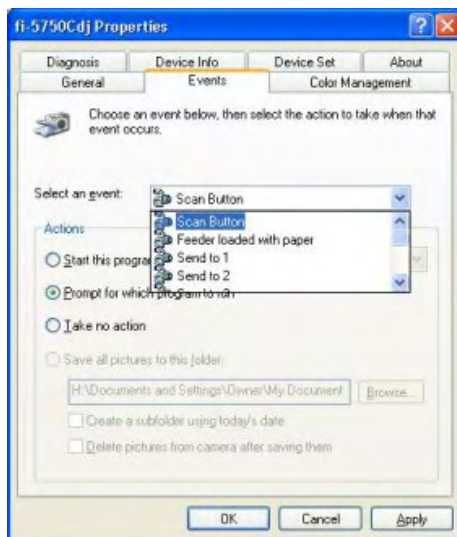 fi-5750Cdj Properties
Diagnosis Device Info Device Set About
General Events Color Management
Choose an event below, then select the action to take when that
event occurs.
Select an event: Scan Button
Scan Button
Feeder loaded with paper
Send to 1
Send to 2
Actions
Start this progra
Prompt for which program to run
Take no action
Save all pictures to this folder:
H:\Documents and Settings\Owner\My Document Browse...
Create a subfolder using today's date
Delete pictures from camera after saving them
OK Cancel Apply